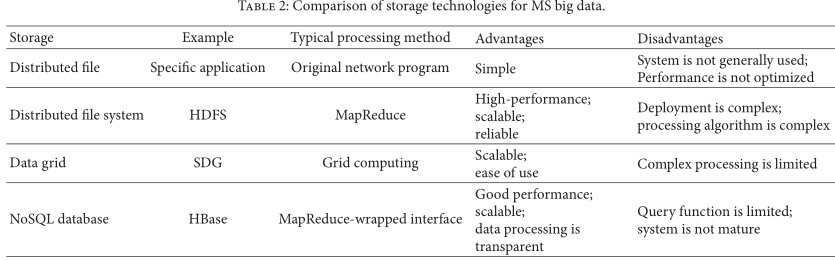 TABLE 2: Comparison of storage technologies for MS big data.
Storage Example Typical processing method Advantages Disadvantages
Distributed file Specific application Original network program Simple System is not generally used;
Performance is not optimized
Distributed file system HDFS MapReduce High-performance;
scalable;
reliable Deployment is complex;
processing algorithm is complex
Data grid SDG Grid computing Scalable;
ease of use Complex processing is limited
NoSQL database HBase MapReduce-wrapped interface Good performance;
scalable;
data processing is
transparent Query function is limited;
system is not mature